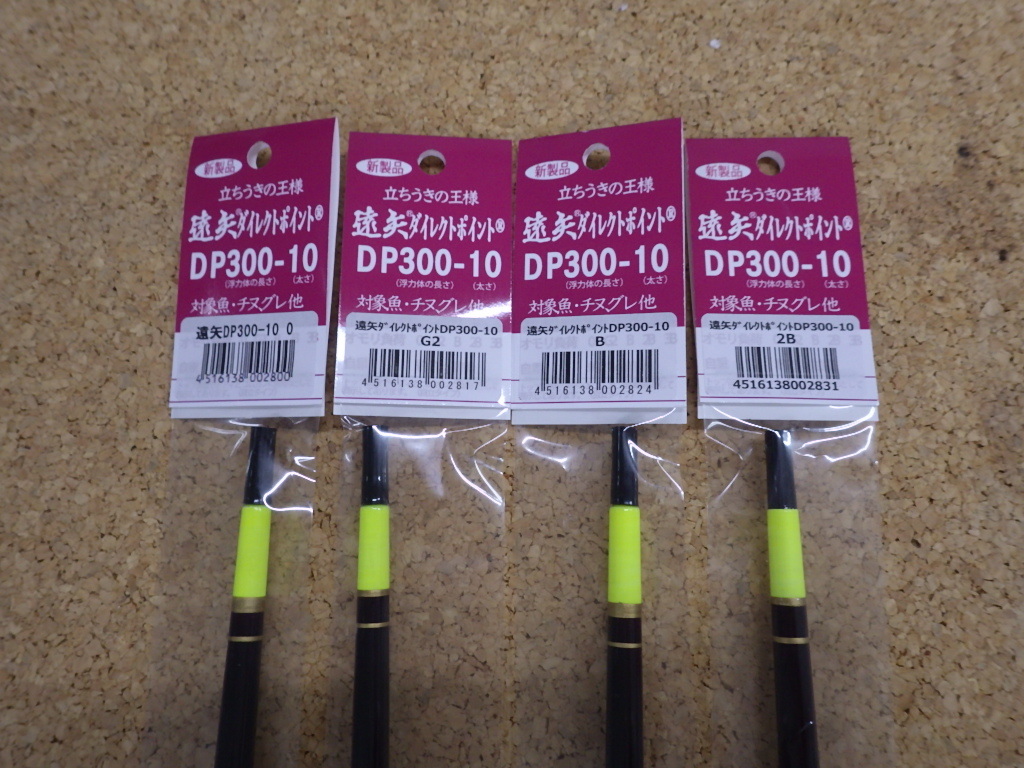 新製品
立ちうきの王様
遠矢ダイレクトポイント®
DP300-10
(浮力体の長さ) (太さ)
対象魚・チヌグレ他
遠矢DP300-10 0
4516138002800
新製品
立ちうきの王様
遠矢®ダイレクトポイント®
DP300-10
(浮力体の長さ) (太さ)
対象魚・チヌグレ他
遠矢ダイレクトポイントDP300-10
G2
4516138002817
新製品
立ちうきの王様
遠矢®ダイレクトポイント®
DP300-10
(浮力体の長さ) (太さ)
対象魚・チヌグレ他
遠矢ダイレクトポイントDP300-10
B
4516138002824
新製品
立ちうきの王様
遠矢®ダイレクトポイント®
DP300-10
(浮力体の長さ) (太さ)
対象魚・チヌグレ他
遠矢ダイレクトポイントDP300-10
2B
4516138002831